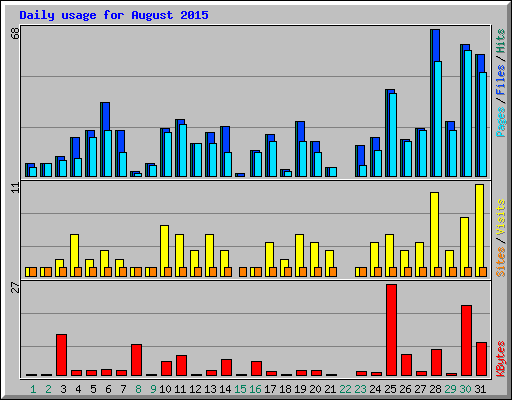 Daily usage for August 2015
68
Pages / Files / Hits
11
Sites / Visits
27
KBytes
1 2 3 4 5 6 7 8 9 10 11 12 13 14 15 16 17 18 19 20 21 22 23 24 25 26 27 28 29 30 31